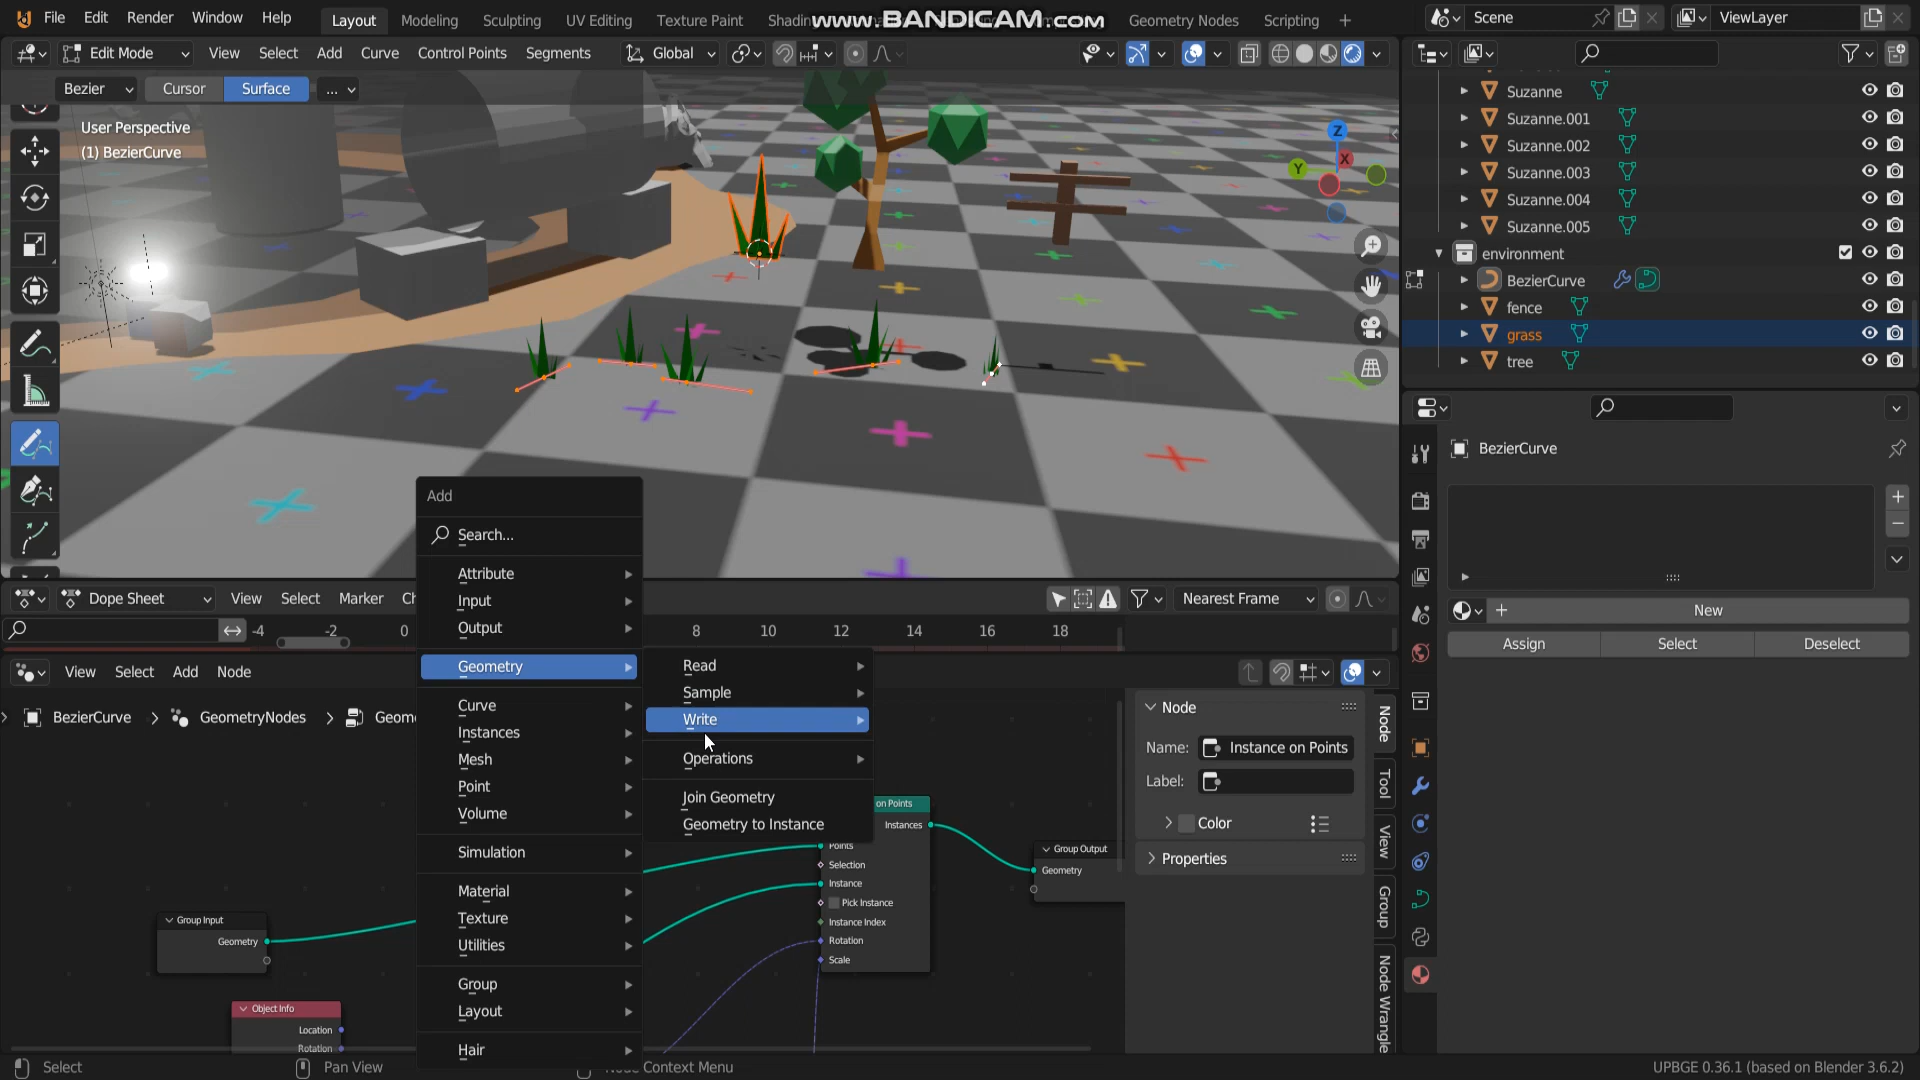 File Edit Render Window Help Layout Modeling Sculpting UV Editing Texture Paint Shadin www.BANDICAM.com Geometry Nodes Scripting + Scene ViewLayer
Edit Mode View Select Add Curve Control Points Segments Global
Bezier Cursor Surface ...
User Perspective
(1) BezierCurve
Z
X
Y
Suzanne
Suzanne.001
Suzanne.002
Suzanne.003
Suzanne.004
Suzanne.005
environment
BezierCurve
fence
grass
tree
BezierCurve
New
Assign Select Deselect
Dope Sheet View Select Marker Ch Nearest Frame
-4 -2 0 8 10 12 14 16 18
View Select Add Node
BezierCurve > GeometryNodes > Geom
Add
Search...
Attribute
Input
Output
Geometry
Curve
Instances
Mesh
Point
Volume
Simulation
Material
Texture
Utilities
Group
Layout
Hair
Read
Sample
Write
Operations
Join Geometry
Geometry to Instance
Group Input
Geometry
Object Info
Location
Rotation
on Points
Instances
Points
Selection
Instance
Pick Instance
Instance Index
Rotation
Scale
Group Output
Geometry
Node
Name: Instance on Points
Label:
Color
Properties
Node
Tool
View
Group
Node Wrangle
Select Pan View Node Context Menu UPBGE 0.36.1 (based on Blender 3.6.2)